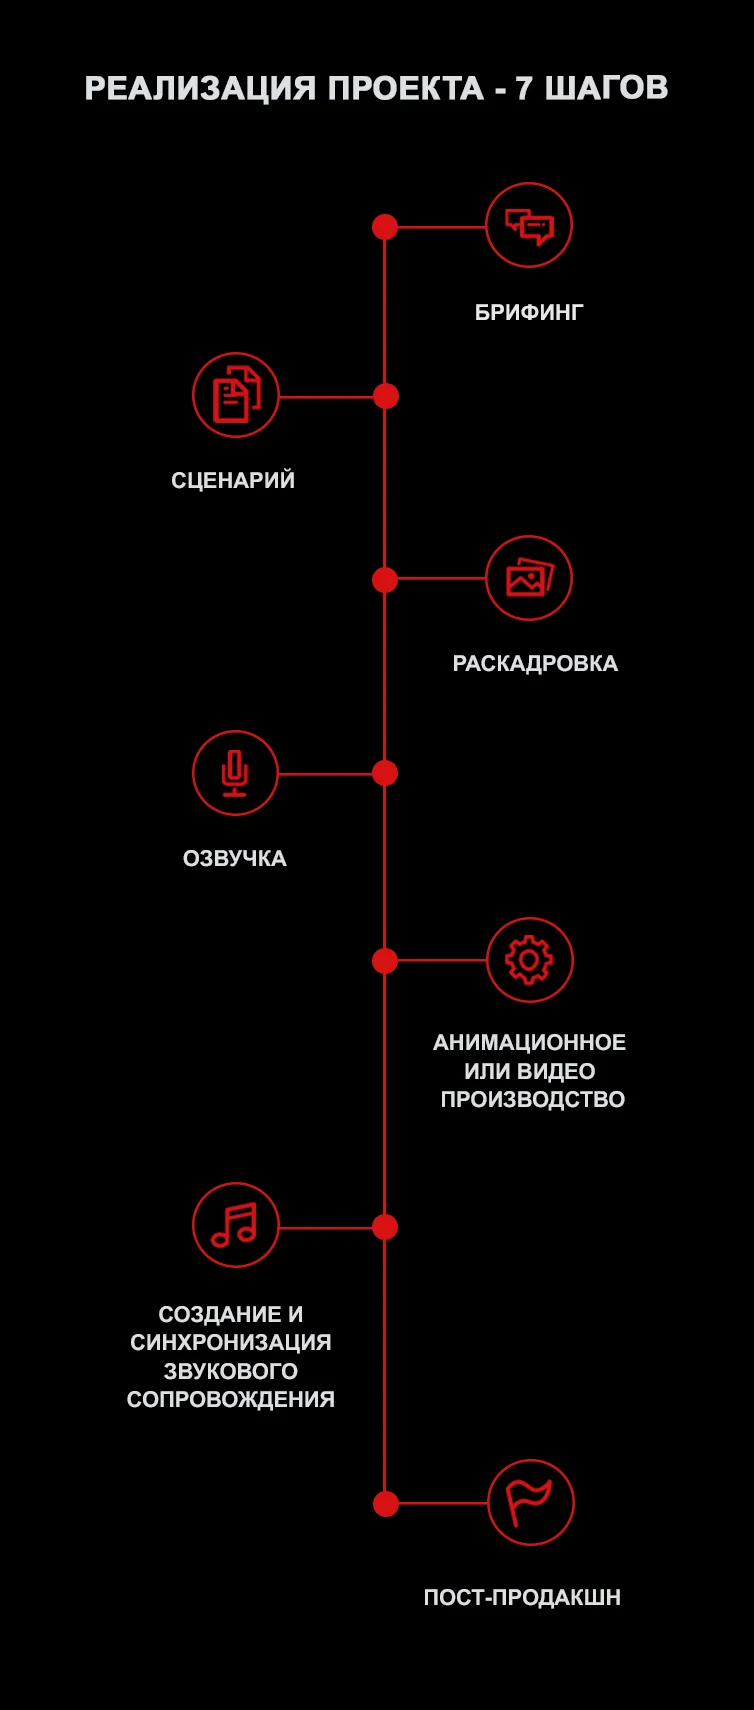 РЕАЛИЗАЦИЯ ПРОЕКТА - 7 ШАГОВ
БРИФИНГ
СЦЕНАРИЙ
РАСКАДРОВКА
ОЗВУЧКА
АНИМАЦИОННОЕ
ИЛИ ВИДЕО
ПРОИЗВОДСТВО
СОЗДАНИЕ И
СИНХРОНИЗАЦИЯ
ЗВУКОВОГО
СОПРОВОЖДЕНИЯ
ПОСТ-ПРОДАКШН